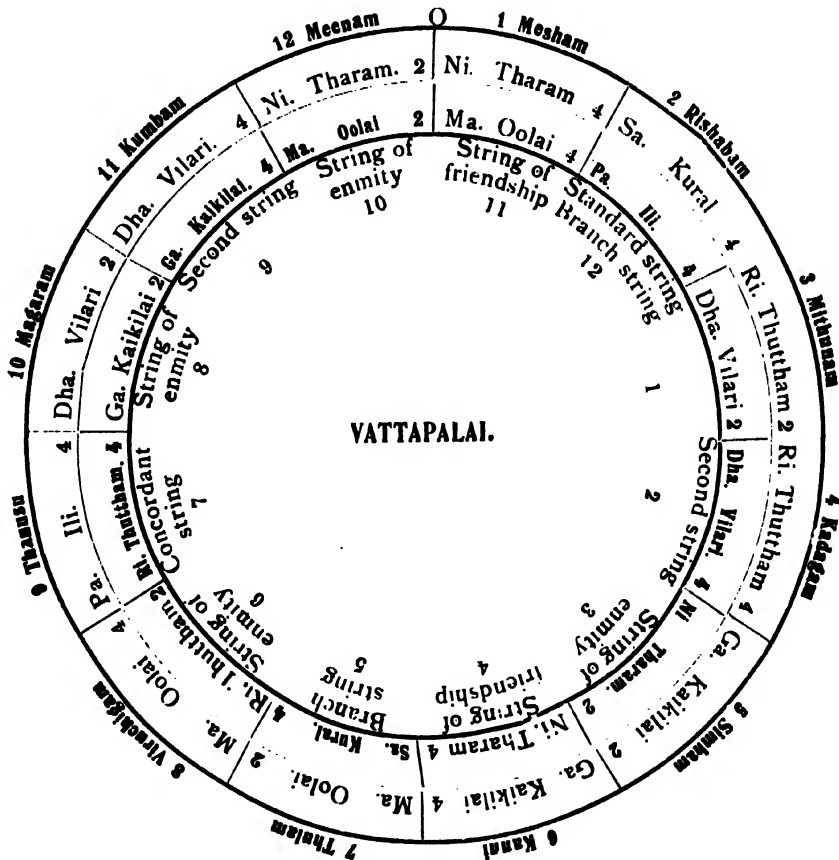 O
1 Mesham
2 Rishabam
3 Mithunam
4 Kadagam
5 Simham
6 Kanni
7 Thulam
8 Viruchigam
9 Thanusu
10 Magaram
11 Kumbam
12 Meenam
Ni. Tharam 4
Sa. Kural 4
Ri. Thuttham 2
Ri. Thuttham 4
Ga. Kaikilai 2
Ga. Kaikilai 4
Ma. Oolai. 2
Ma. Oolai 4
Pa. Ili. 4
Dha. Vilari 2
Dha. Vilari. 4
Ni. Tharam. 2
Ma. Oolai 4
Pa. Ili. 4
Dha. Vilari 2
Dha. Vilari. 4
Ni Tharam. 2
Ni. Tharam 4
Sa. Kural. 4
Ri. Thuttham 2
Ri. Thuttham. 4
Ga. Kaikilai 2
Ga. Kaikilai. 4
Ma. Oolai 2
String of
friendship
11
Standard string
Branch string
12
1
Second string
2
String of
enmity
3
String of
friendship
4
Branch
string
5
String of
enmity
6
Concordant
string
7
String of
enmity
8
Second string
9
String of
enmity
10
VATTAPALAI.